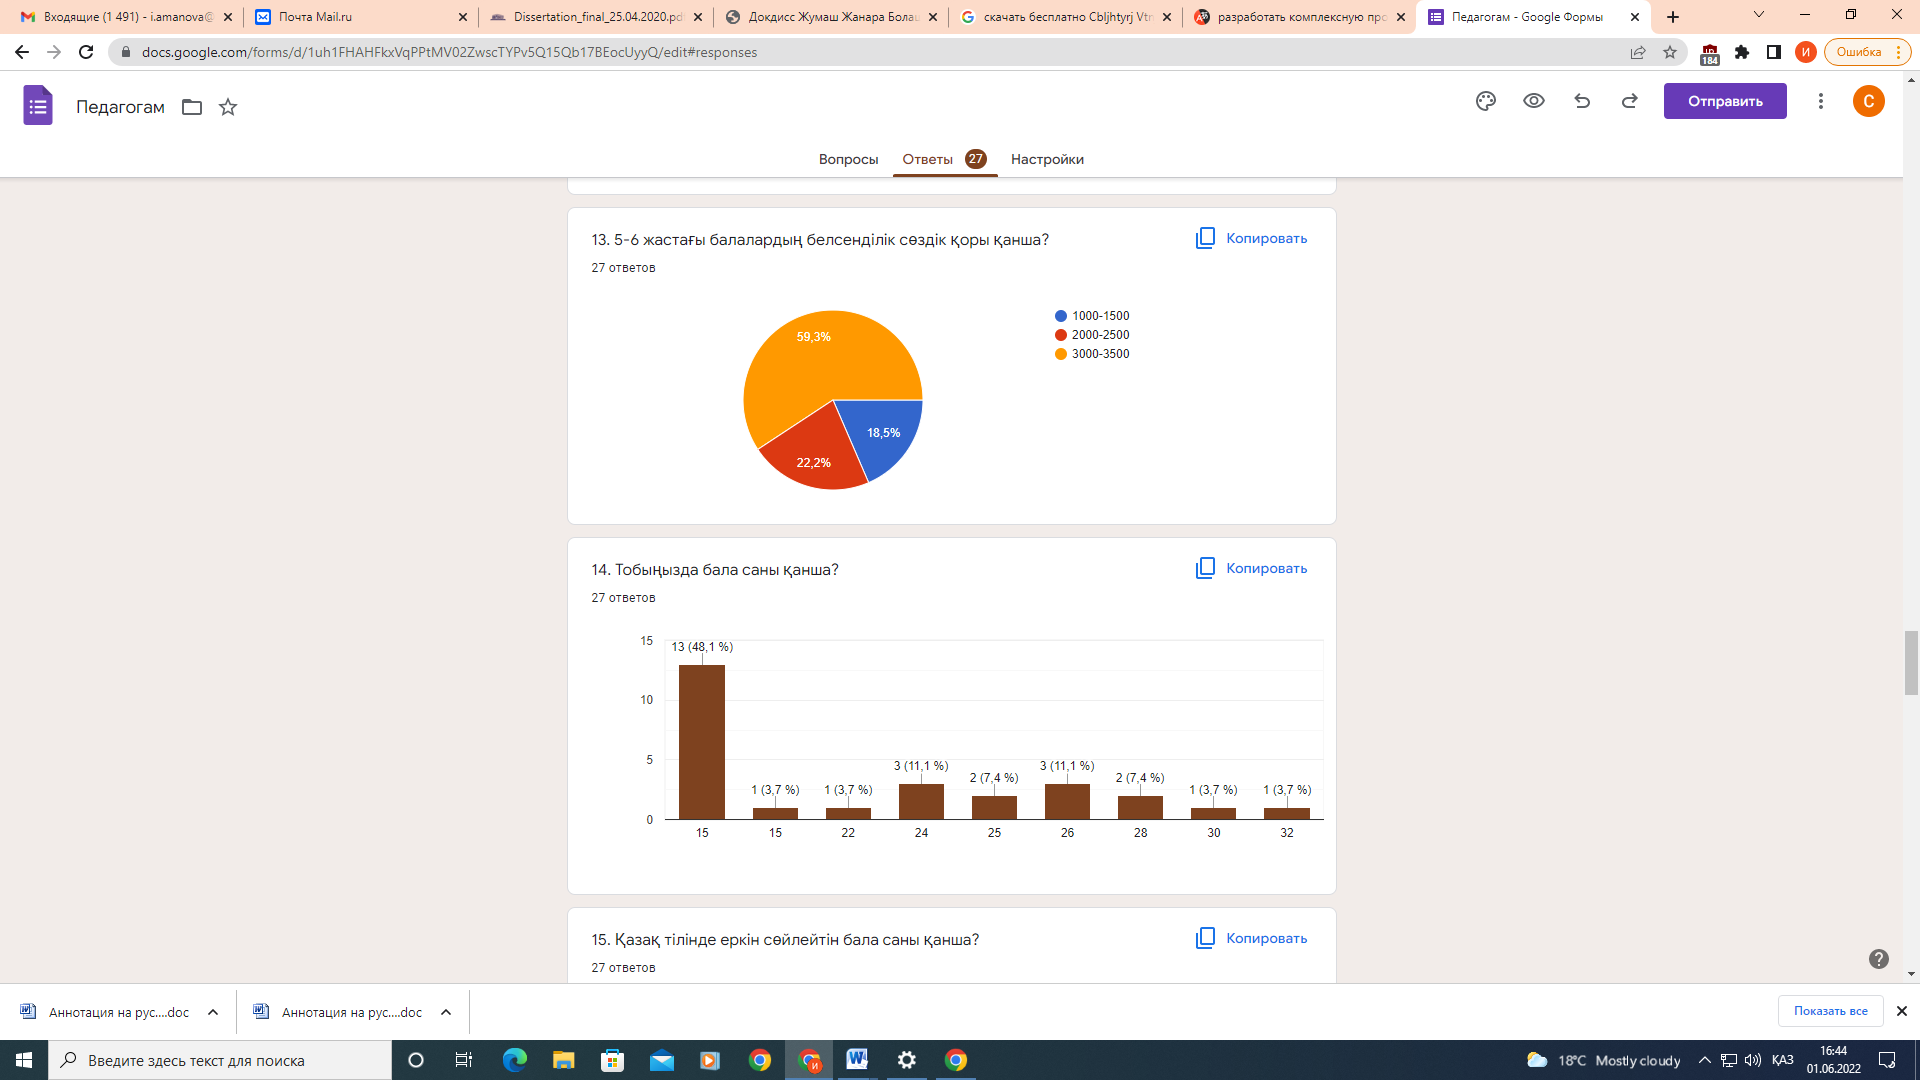 Входящие (1 491) - i.amanova@
Почта Mail.ru
Dissertation_final_25.04.2020.pd
Докдисс Жумаш Жанара Бола
скачать бесплатно Cbljhtyrj Vtn
разработать комплексную про
Педагогам - Google Формы
docs.google.com/forms/d/1uh1FHAHFkxVqPPtMV02ZwscTYPv5Q15Qb17BEocUyyQ/edit#responses
184
И
Ошибка
Педагогам
Отправить
С
Вопросы
Ответы 27
Настройки
13. 5-6 жастағы балалардың белсенділік сөздік қоры қанша?
Копировать
27 ответов
59,3%
18,5%
22,2%
1000-1500
2000-2500
3000-3500
14. Тобыңызда бала саны қанша?
Копировать
27 ответов
15
10
5
0
13 (48,1 %)
1 (3,7 %)
1 (3,7 %)
3 (11,1 %)
2 (7,4 %)
3 (11,1 %)
2 (7,4 %)
1 (3,7 %)
1 (3,7 %)
15 15 22 24 25 26 28 30 32
15. Қазақ тілінде еркін сөйлейтін бала саны қанша?
Копировать
27 ответов
Аннотация на рус....doc
Аннотация на рус....doc
Показать все
Введите здесь текст для поиска
18°C Mostly cloudy
ҚАЗ
16:44
01.06.2022